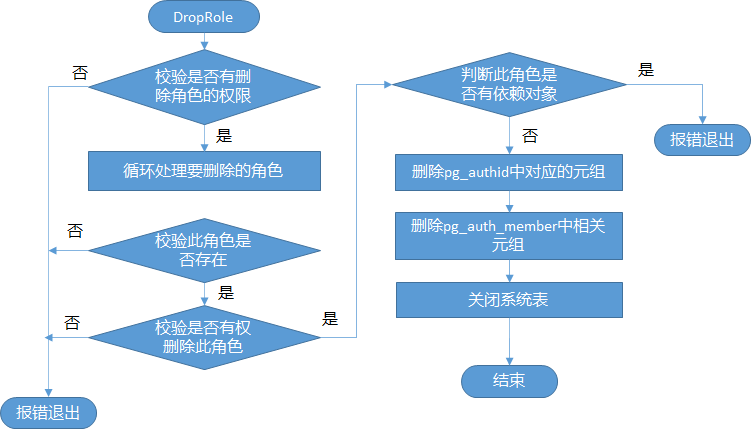 DropRole
否
校验是否有删
除角色的权限
是
循环处理要删除的角色
否
校验此角色是
否存在
是
否
校验是否有权
删除此角色
是
报错退出
判断此角色是
否有依赖对象
是
报错退出
否
删除pg_authid中对应的元组
删除pg_auth_member中相关
元组
关闭系统表
结束